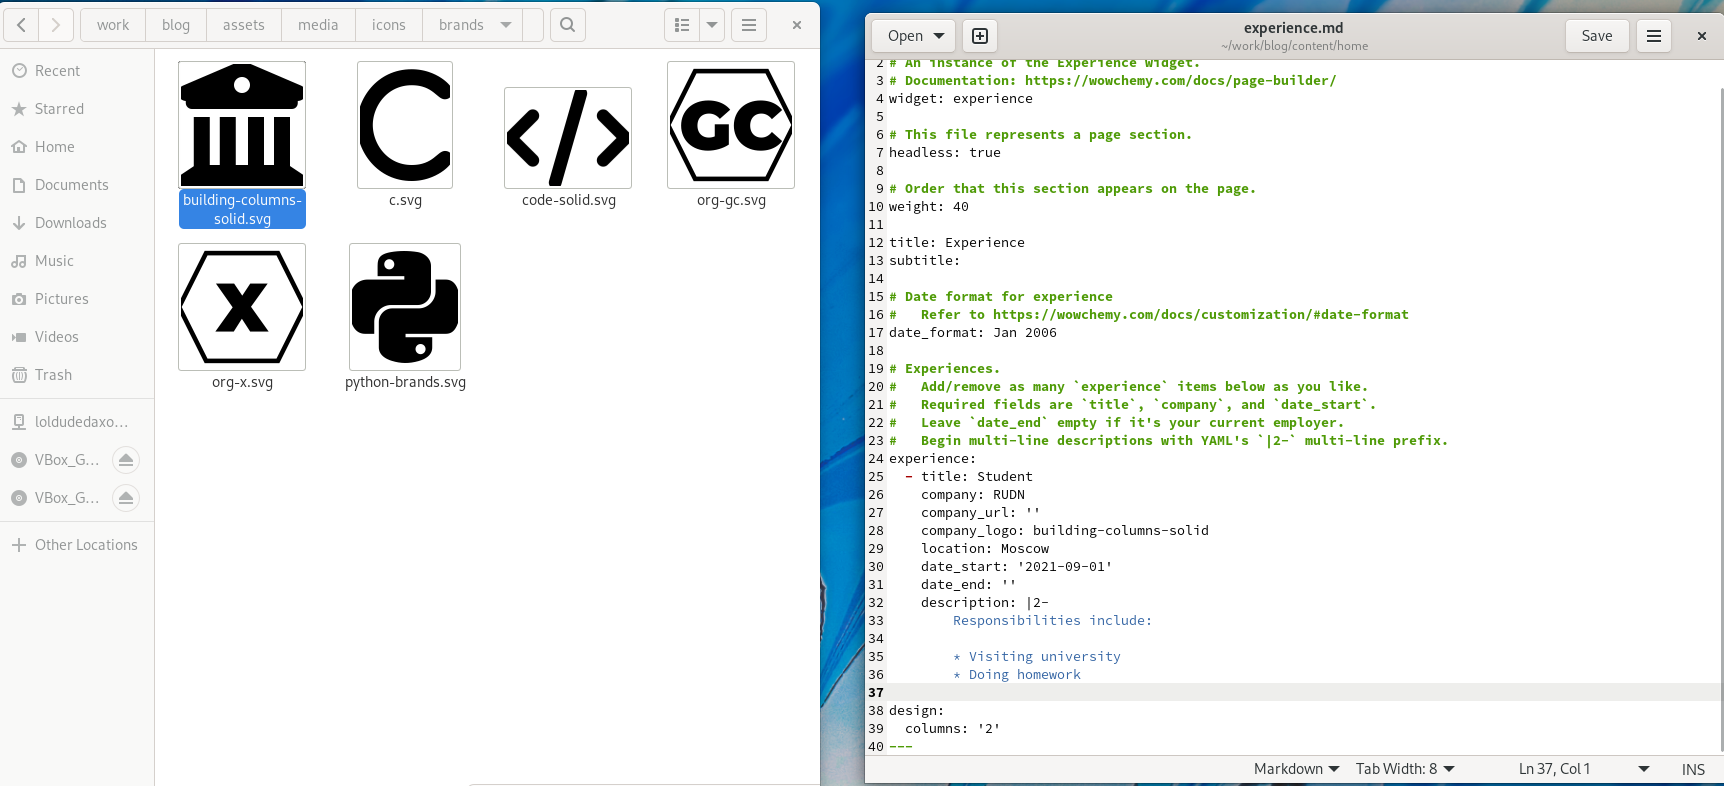 work
blog
assets
media
icons
brands
Recent
Starred
Home
Documents
Downloads
Music
Pictures
Videos
Trash
loldudedaxo...
VBox_G...
VBox_G...
Other Locations
building-columns-
solid.svg
c.svg
code-solid.svg
GC
org-gc.svg
X
org-x.svg
python-brands.svg
Open
experience.md
~/work/blog/content/home
Save
2 # An instance of the Experience widget.
3 # Documentation: https://wowchemy.com/docs/page-builder/
4 widget: experience
5
6 # This file represents a page section.
7 headless: true
8
9 # Order that this section appears on the page.
10 weight: 40
11
12 title: Experience
13 subtitle:
14
15 # Date format for experience
16 #   Refer to https://wowchemy.com/docs/customization/#date-format
17 date_format: Jan 2006
18
19 # Experiences.
20 #   Add/remove as many `experience` items below as you like.
21 #   Required fields are `title`, `company`, and `date_start`.
22 #   Leave `date_end` empty if it's your current employer.
23 #   Begin multi-line descriptions with YAML's `|2-` multi-line prefix.
24 experience:
25   - title: Student
26     company: RUDN
27     company_url: ''
28     company_logo: building-columns-solid
29     location: Moscow
30     date_start: '2021-09-01'
31     date_end: ''
32     description: |2-
33         Responsibilities include:
34
35         * Visiting university
36         * Doing homework
37
38 design:
39   columns: '2'
40 ---
Markdown
Tab Width: 8
Ln 37, Col 1
INS